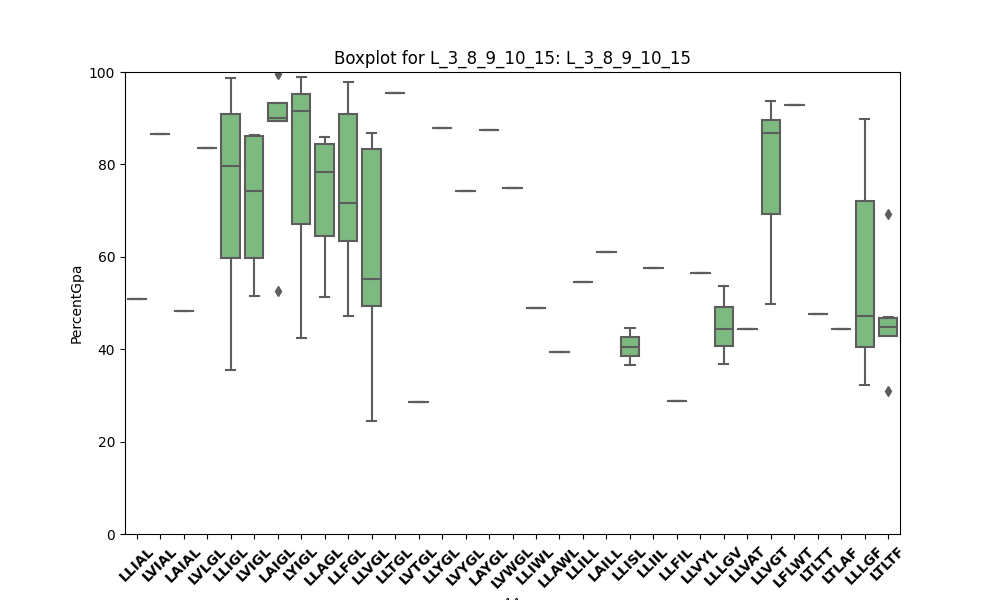 Boxplot for L_3_8_9_10_15: L_3_8_9_10_15
PercentGpa
100
80
60
40
20
0
LLIAL LVIAL LAIAL LVLGL LLIGL LVIGL LAIGL LYIGL LLAGL LLFGL LLVGL LLTGL LVTGL LLYGL LVYGL LAYGL LVWGL LLIWL LLAWL LLILL LAILL LLISL LLIIL LLFIL LLVYL LLLGV LLVAT LLVGT LFLWT LTLTT LTLAF LLLGF LTLTF